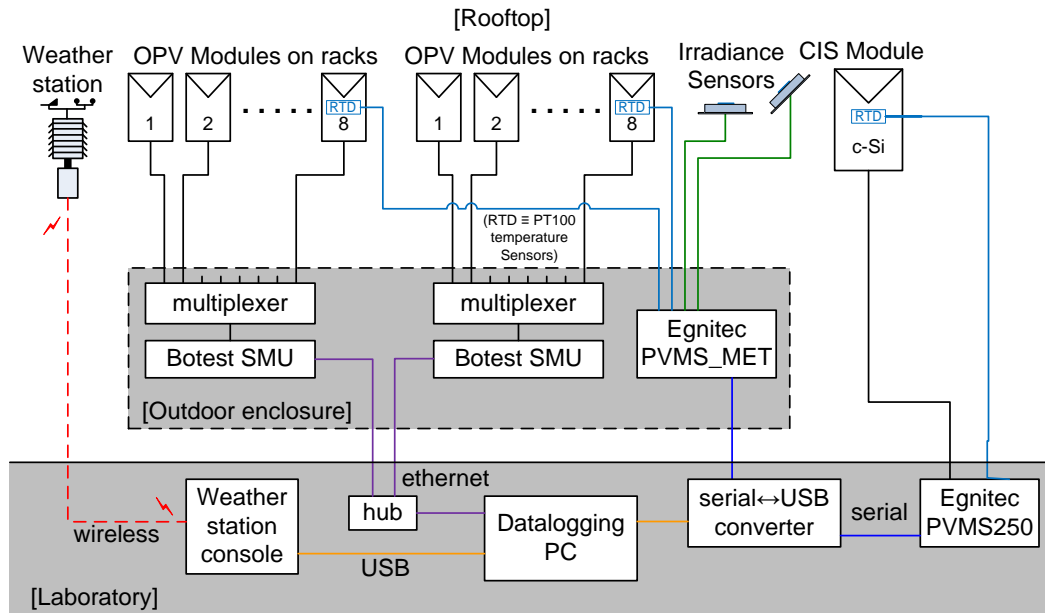 [Rooftop]
Weather
station
OPV Modules on racks
OPV Modules on racks
Irradiance
Sensors
CIS Module
1
2
.....
RTD
8
1
2
.....
RTD
8
RTD
c-Si
(RTD ≡ PT100
temperature
Sensors)
multiplexer
multiplexer
Egnitec
PVMS_MET
Botest SMU
Botest SMU
[Outdoor enclosure]
ethernet
Weather
station
console
hub
Datalogging
PC
serial↔USB
converter
serial
Egnitec
PVMS250
wireless
USB
[Laboratory]